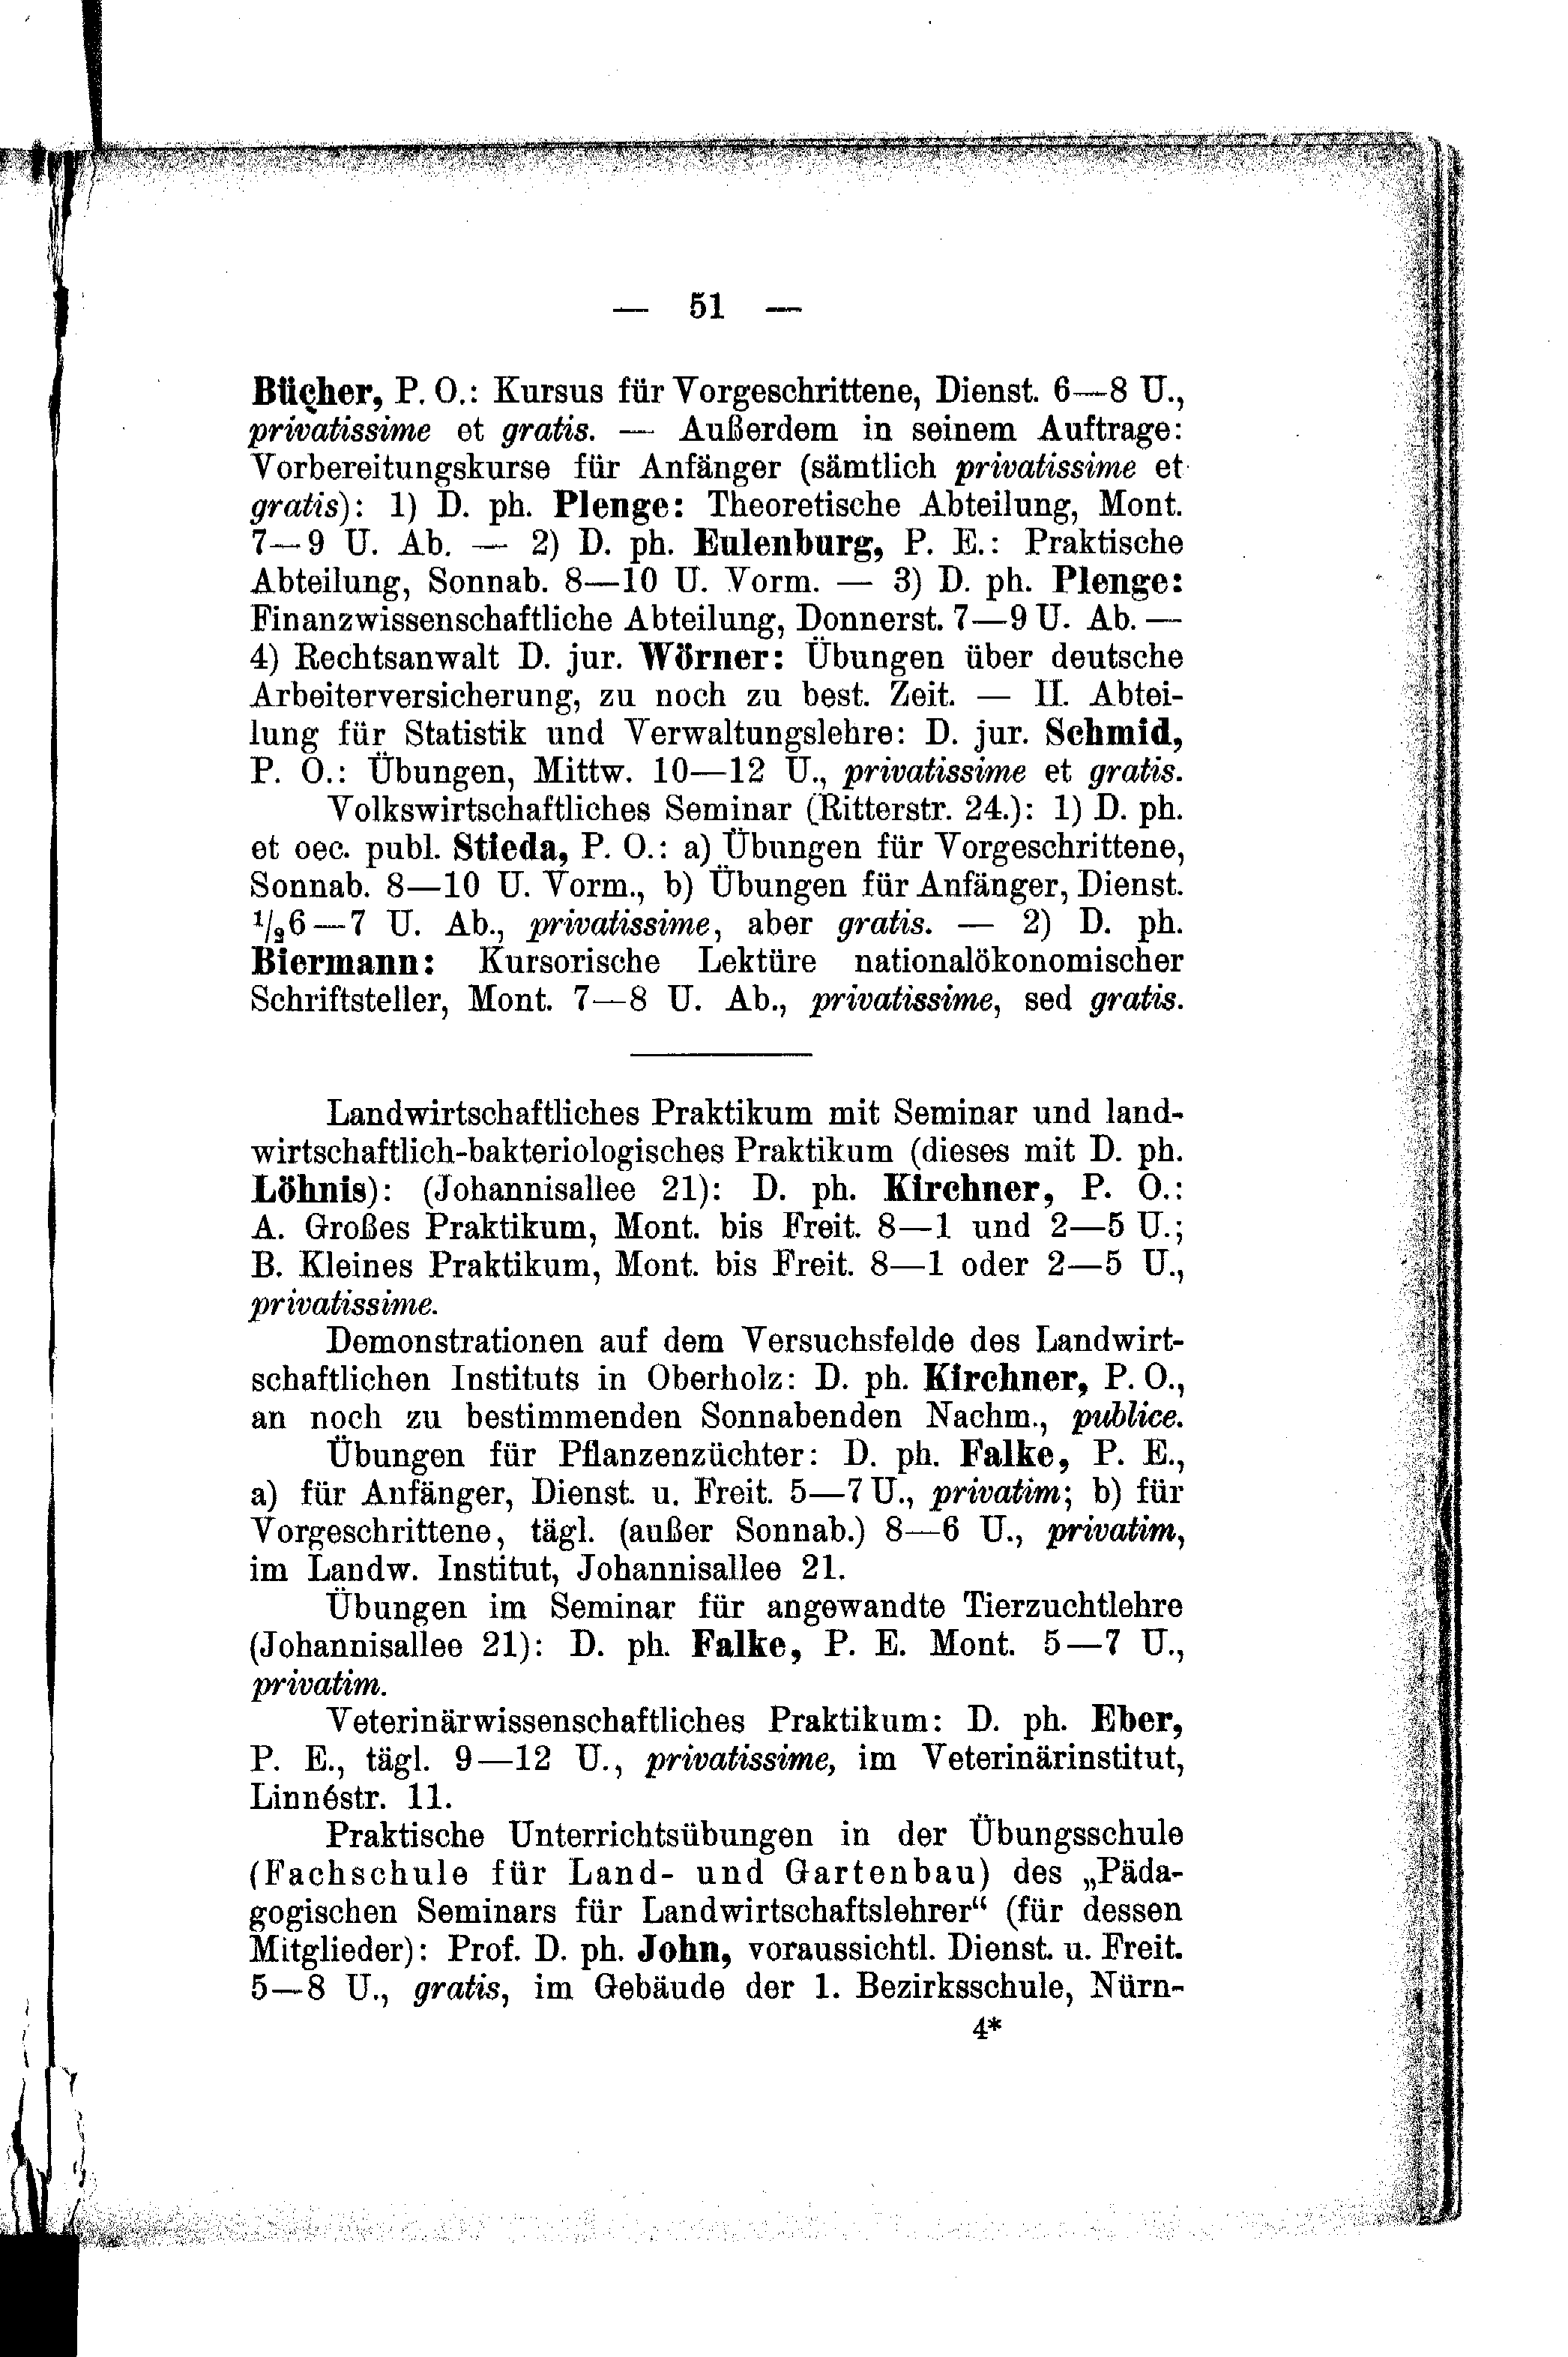 — 51 —
Bücher, P. O.: Kursus für Vorgeschrittene, Dienst. 6—8 U.,
privatissime et gratis. — Außerdem in seinem Auftrage:
Vorbereitungskurse für Anfänger (sämtlich privatissime et
gratis): 1) D. ph. Plenge: Theoretische Abteilung, Mont.
7—9 U. Ab. — 2) D. ph. Eulenburg, P. E.: Praktische
Abteilung, Sonnab. 8—10 U. Vorm. — 3) D. ph. Plenge:
Finanzwissenschaftliche Abteilung, Donnerst. 7—9 U. Ab. —
4) Rechtsanwalt D. jur. Wörner: Übungen über deutsche
Arbeiterversicherung, zu noch zu best. Zeit. — II. Abtei-
lung für Statistik und Verwaltungslehre: D. jur. Schmid,
P. O.: Übungen, Mittw. 10—12 U., privatissime et gratis.
Volkswirtschaftliches Seminar (Ritterstr. 24.): 1) D. ph.
et oec. publ. Stieda, P. O.: a) Übungen für Vorgeschrittene,
Sonnab. 8—10 U. Vorm., b) Übungen für Anfänger, Dienst.
1/26—7 U. Ab., privatissime, aber gratis. — 2) D. ph.
Biermann: Kursorische Lektüre nationalökonomischer
Schriftsteller, Mont. 7—8 U. Ab., privatissime, sed gratis.
Landwirtschaftliches Praktikum mit Seminar und land-
wirtschaftlich-bakteriologisches Praktikum (dieses mit D. ph.
Löhnis): (Johannisallee 21): D. ph. Kirchner, P. O.:
A. Großes Praktikum, Mont. bis Freit. 8—1 und 2—5 U.;
B. Kleines Praktikum, Mont. bis Freit. 8—1 oder 2—5 U.,
privatissime.
Demonstrationen auf dem Versuchsfelde des Landwirt-
schaftlichen Instituts in Oberholz: D. ph. Kirchner, P. O.,
an noch zu bestimmenden Sonnabenden Nachm., publice.
Übungen für Pflanzenzüchter: D. ph. Falke, P. E.,
a) für Anfänger, Dienst. u. Freit. 5—7 U., privatim; b) für
Vorgeschrittene, tägl. (außer Sonnab.) 8—6 U., privatim,
im Landw. Institut, Johannisallee 21.
Übungen im Seminar für angewandte Tierzuchtlehre
(Johannisallee 21): D. ph. Falke, P. E. Mont. 5—7 U.,
privatim.
Veterinärwissenschaftliches Praktikum: D. ph. Eber,
P. E., tägl. 9—12 U., privatissime, im Veterinärinstitut,
Linnéstr. 11.
Praktische Unterrichtsübungen in der Übungsschule
(Fachschule für Land- und Gartenbau) des „Päda-
gogischen Seminars für Landwirtschaftslehrer“ (für dessen
Mitglieder): Prof. D. ph. John, voraussichtl. Dienst. u. Freit.
5—8 U., gratis, im Gebäude der 1. Bezirksschule, Nürn-
4*